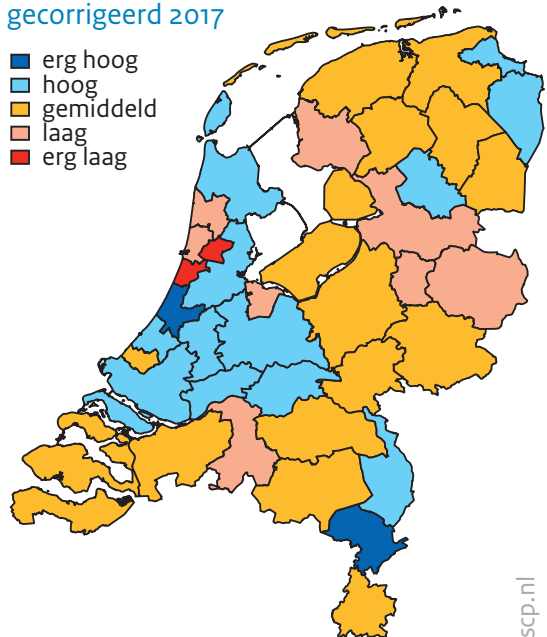 gecorrigeerd 2017
erg hoog
hoog
gemiddeld
laag
erg laag
scp.nl